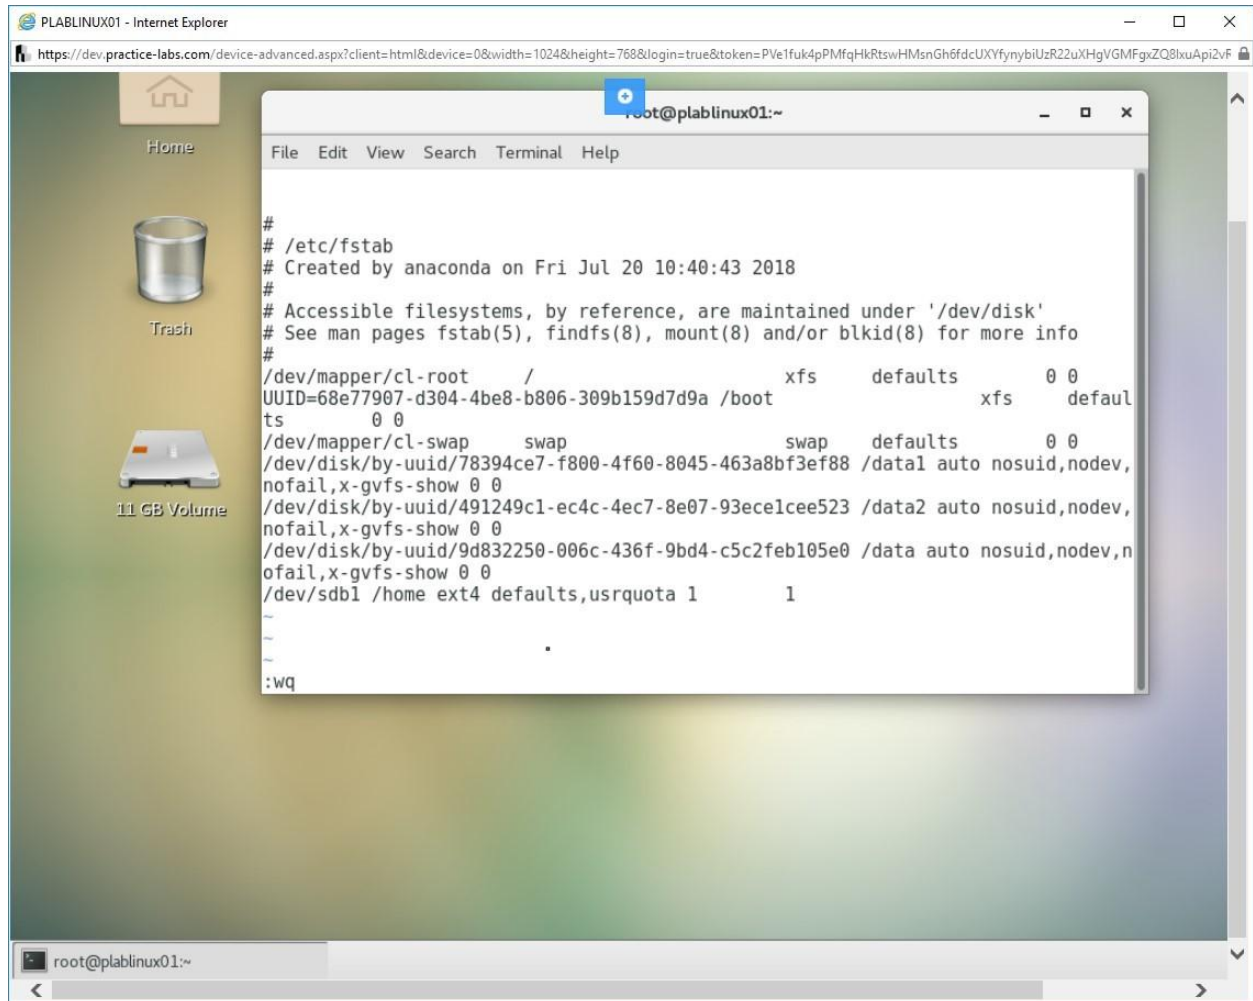 PLABLINUX01 - Internet Explorer
https://dev.practice-labs.com/device-advanced.aspx?client=html&device=0&width=1024&height=768&login=true&token=PVe1fuk4pPMfqHkRtswHMsnGh6fdcUXYfynybiUzR22uXHgVGMFgxZQ8lxuApi2vF
Home
Trash
11 GB Volume
root@plablinux01:~
File Edit View Search Terminal Help
#
# /etc/fstab
# Created by anaconda on Fri Jul 20 10:40:43 2018
#
# Accessible filesystems, by reference, are maintained under '/dev/disk'
# See man pages fstab(5), findfs(8), mount(8) and/or blkid(8) for more info
#
/dev/mapper/cl-root / xfs defaults 0 0
UUID=68e77907-d304-4be8-b806-309b159d7d9a /boot xfs defaul
ts 0 0
/dev/mapper/cl-swap swap swap defaults 0 0
/dev/disk/by-uuid/78394ce7-f800-4f60-8045-463a8bf3ef88 /data1 auto nosuid,nodev,
nofail,x-gvfs-show 0 0
/dev/disk/by-uuid/491249c1-ec4c-4ec7-8e07-93ece1cee523 /data2 auto nosuid,nodev,
nofail,x-gvfs-show 0 0
/dev/disk/by-uuid/9d832250-006c-436f-9bd4-c5c2feb105e0 /data auto nosuid,nodev,n
ofail,x-gvfs-show 0 0
/dev/sdb1 /home ext4 defaults,usrquota 1 1
~
~
~
:wq
root@plablinux01:~